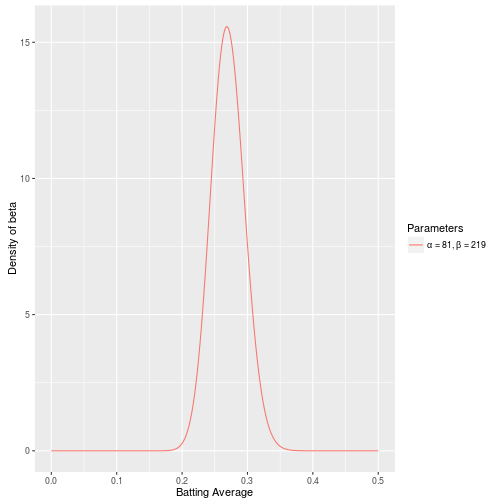 15
10
5
0
Density of beta
0.0 0.1 0.2 0.3 0.4 0.5
Batting Average
Parameters
α = 81, β = 219